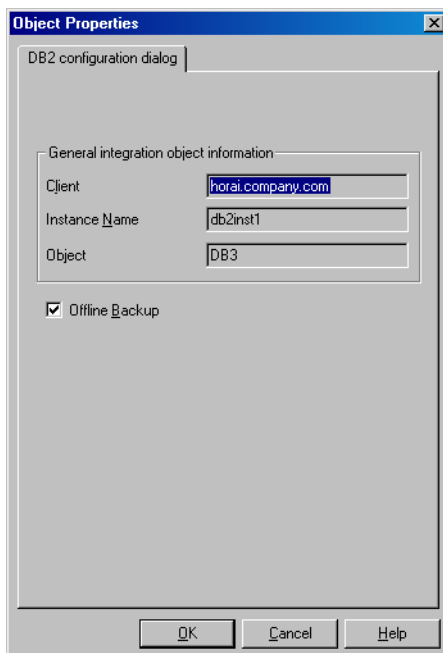 Object Properties
DB2 configuration dialog
General integration object information
Client horai.company.com
Instance Name db2inst1
Object DB3
Offline Backup
OK Cancel Help